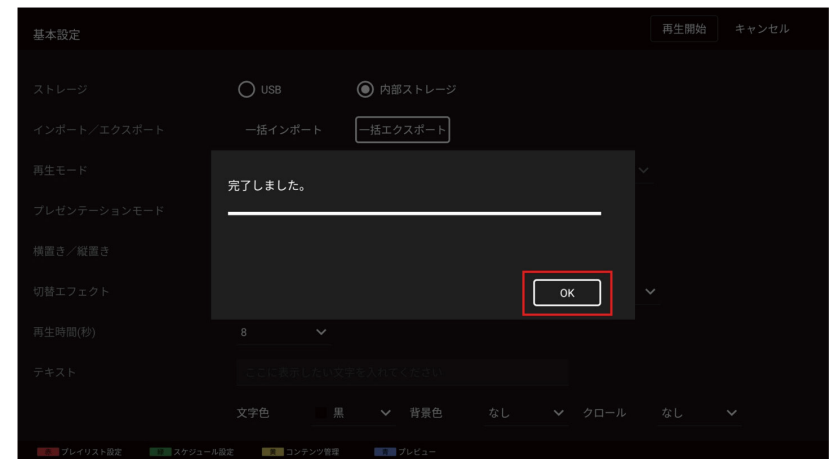 基本設定
再生開始 キャンセル
ストレージ USB 内部ストレージ
インポート／エクスポート 一括インポート 一括エクスポート
再生モード
完了しました。
プレゼンテーションモード
横置き／縦置き
切替エフェクト
OK
再生時間(秒) 8
テキスト ここに表示したい文字を入れてください
文字色 黒 背景色 なし クロール なし
プレイリスト設定 スケジュール設定 コンテンツ管理 プレビュー